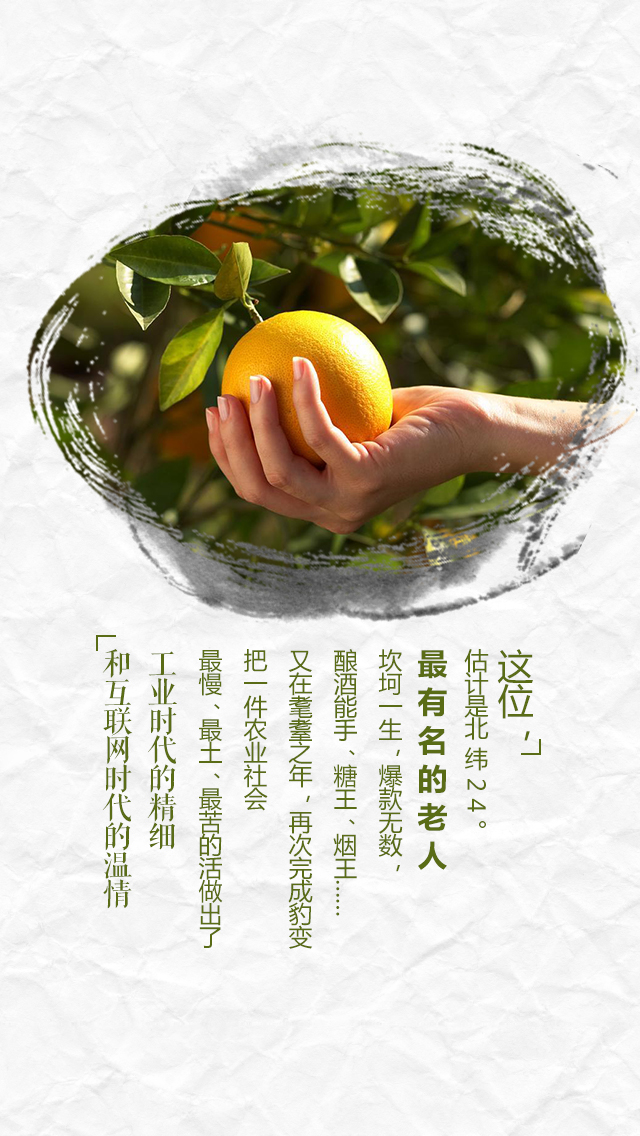 这位，
估计是北纬24°
最有名的老人
坎坷一生，爆款无数，
酿酒能手、糖王、烟王……
又在耄耋之年，再次完成豹变
把一件农业社会
最慢、最土、最苦的活做出了
工业时代的精细
和互联网时代的温情